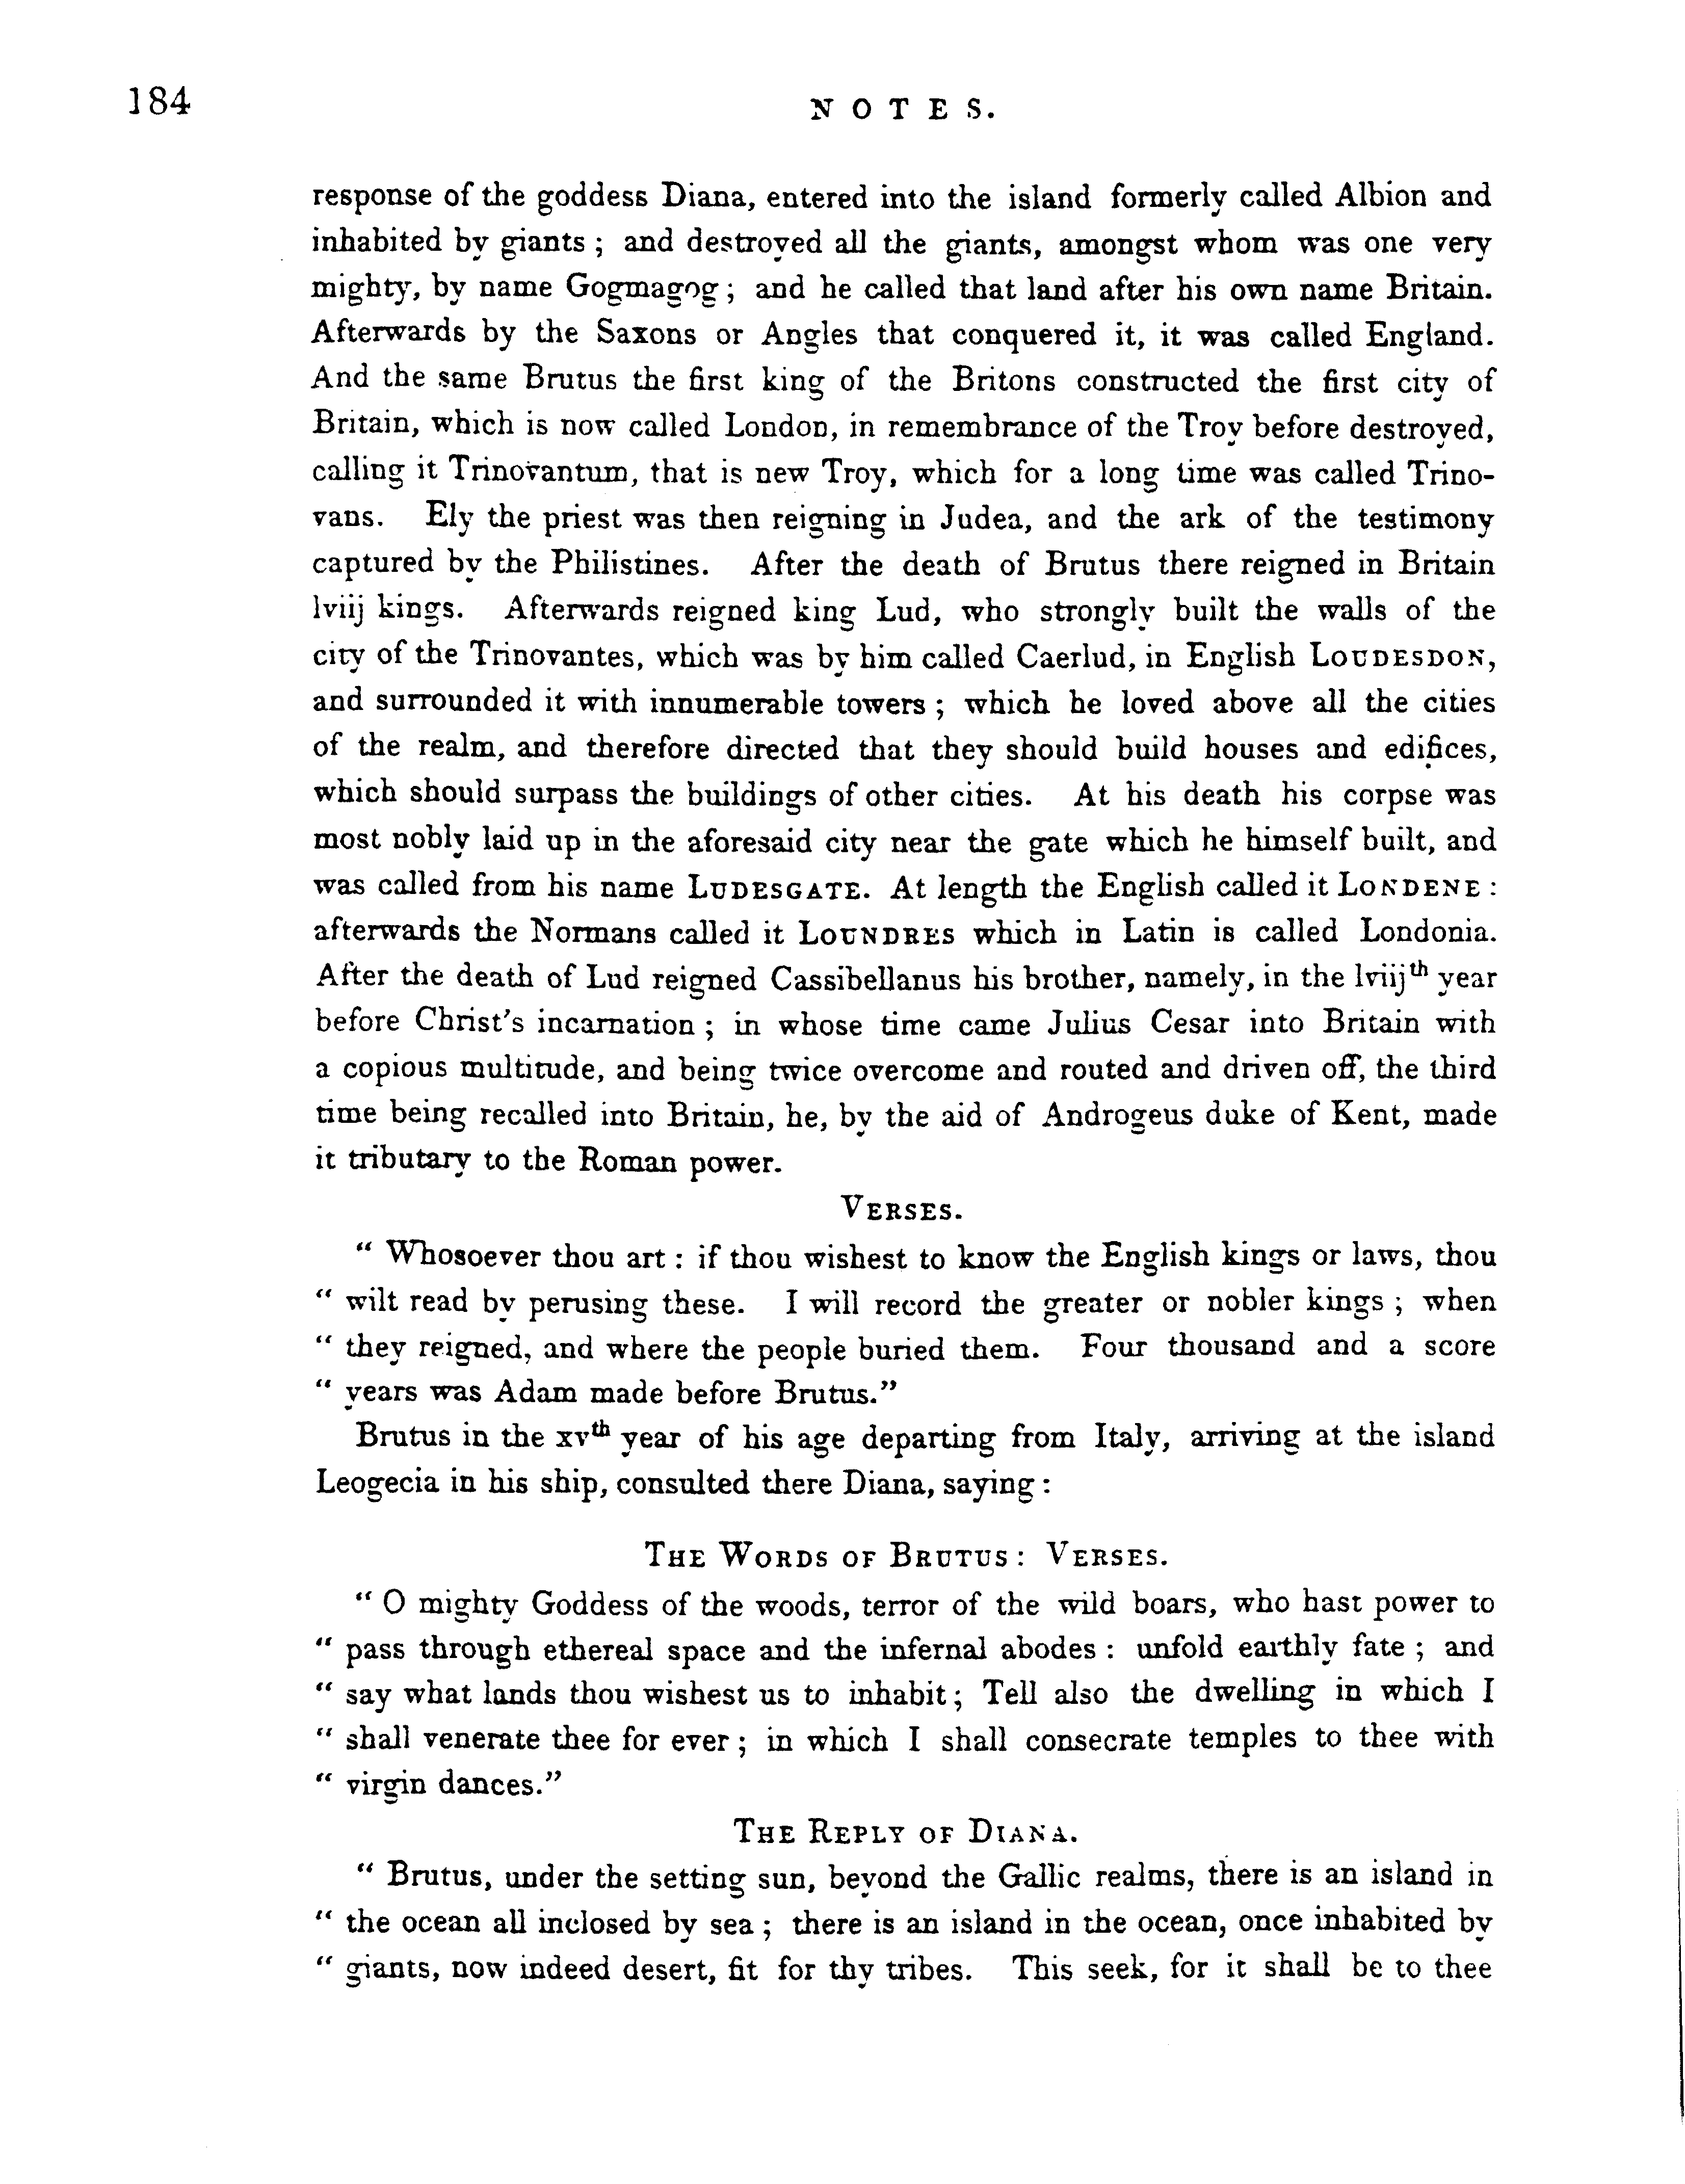 184
NOTES.
response of the goddess Diana, entered into the island formerly called Albion and
inhabited by giants ; and destroyed all the giants, amongst whom was one very
mighty, by name Gogmagog ; and he called that land after his own name Britain.
Afterwards by the Saxons or Angles that conquered it, it was called England.
And the same Brutus the first king of the Britons constructed the first city of
Britain, which is now called London, in remembrance of the Troy before destroyed,
calling it Trinovantum, that is new Troy, which for a long time was called Trino-
vans. Ely the priest was then reigning in Judea, and the ark of the testimony
captured by the Philistines. After the death of Brutus there reigned in Britain
lviij kings. Afterwards reigned king Lud, who strongly built the walls of the
city of the Trinovantes, which was by him called Caerlud, in English LOUDESDON,
and surrounded it with innumerable towers ; which he loved above all the cities
of the realm, and therefore directed that they should build houses and edifices,
which should surpass the buildings of other cities. At his death his corpse was
most nobly laid up in the aforesaid city near the gate which he himself built, and
was called from his name LUDESGATE. At length the English called it LONDENE :
afterwards the Normans called it LOUNDRES which in Latin is called Londonia.
After the death of Lud reigned Cassibellanus his brother, namely, in the lviijth year
before Christ's incarnation ; in whose time came Julius Cesar into Britain with
a copious multitude, and being twice overcome and routed and driven off, the third
time being recalled into Britain, he, by the aid of Androgeus duke of Kent, made
it tributary to the Roman power.
VERSES.
“ Whosoever thou art : if thou wishest to know the English kings or laws, thou
“ wilt read by perusing these. I will record the greater or nobler kings ; when
“ they reigned, and where the people buried them. Four thousand and a score
“ years was Adam made before Brutus.”
Brutus in the xvth year of his age departing from Italy, arriving at the island
Leogecia in his ship, consulted there Diana, saying :
THE WORDS OF BRUTUS : VERSES.
“ O mighty Goddess of the woods, terror of the wild boars, who hast power to
“ pass through ethereal space and the infernal abodes : unfold earthly fate ; and
“ say what lands thou wishest us to inhabit ; Tell also the dwelling in which I
“ shall venerate thee for ever ; in which I shall consecrate temples to thee with
“ virgin dances.”
THE REPLY OF DIANA.
“ Brutus, under the setting sun, beyond the Gallic realms, there is an island in
“ the ocean all inclosed by sea ; there is an island in the ocean, once inhabited by
“ giants, now indeed desert, fit for thy tribes. This seek, for it shall be to thee